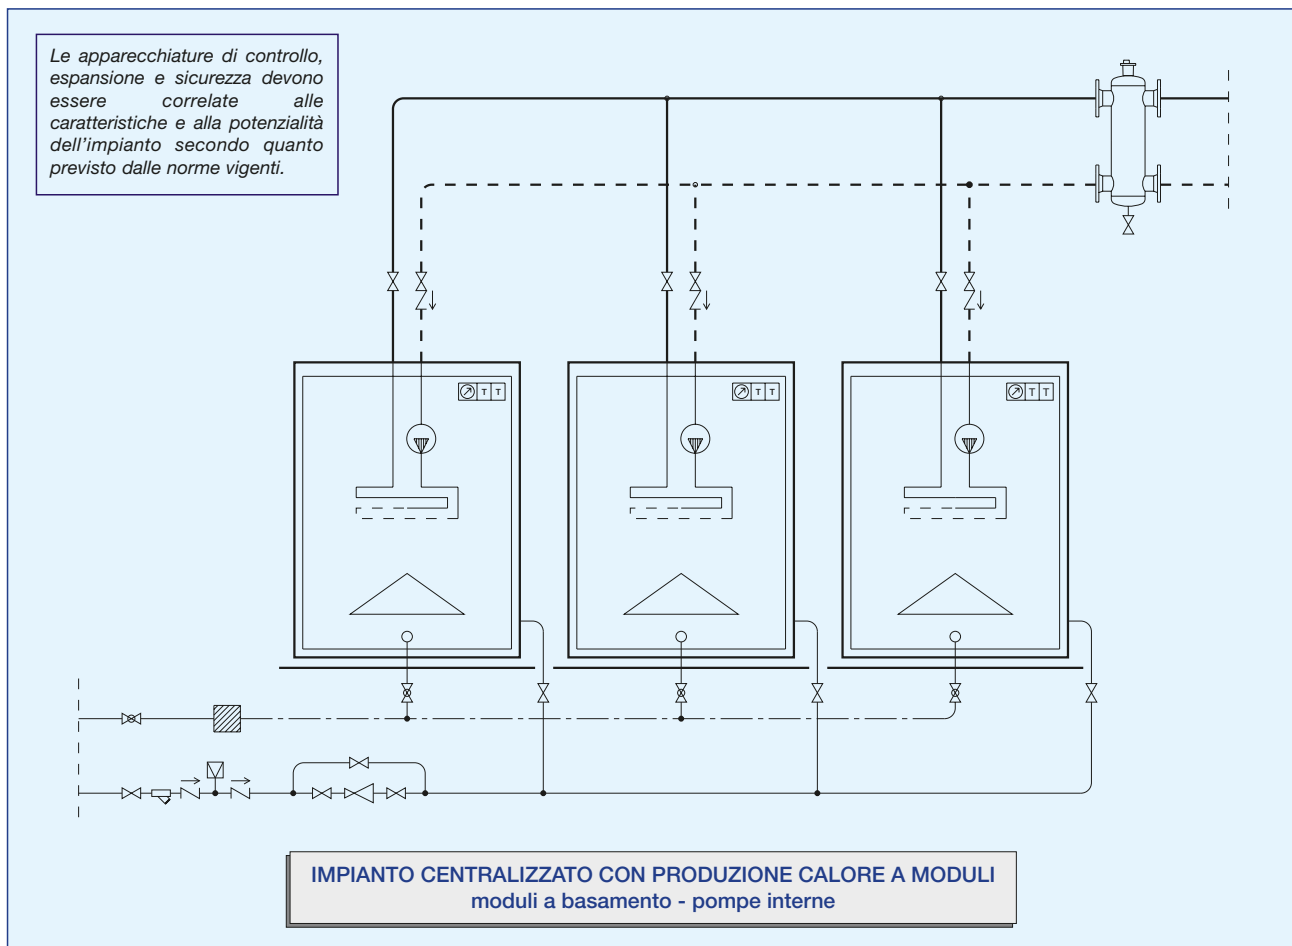 Le apparecchiature di controllo,
espansione e sicurezza devono
essere correlate alle
caratteristiche e alla potenzialità
dell'impianto secondo quanto
previsto dalle norme vigenti.
T T
T T
T T
IMPIANTO CENTRALIZZATO CON PRODUZIONE CALORE A MODULI
moduli a basamento - pompe interne